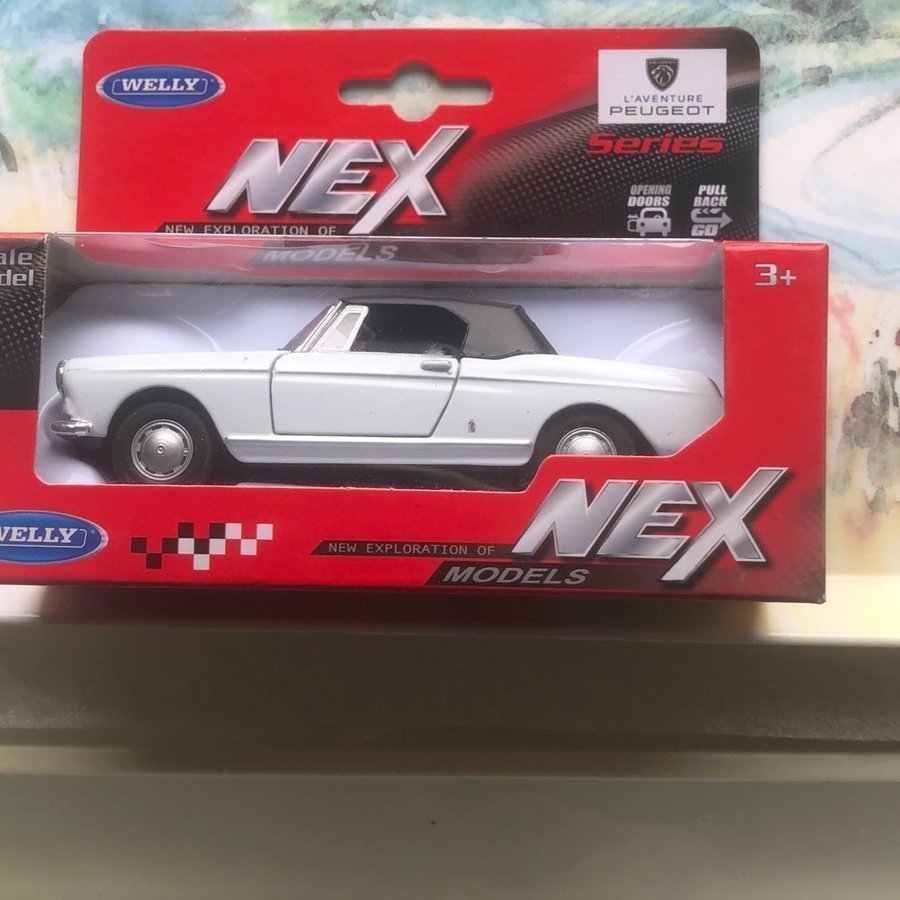 WELLY
L'AVENTURE
PEUGEOT
Series
NEX
OPENING
DOORS
PULL
BACK
GO
NEW EXPLORATION OF
MODELS
ale
del
3+
WELLY
NEX
NEW EXPLORATION OF
MODELS